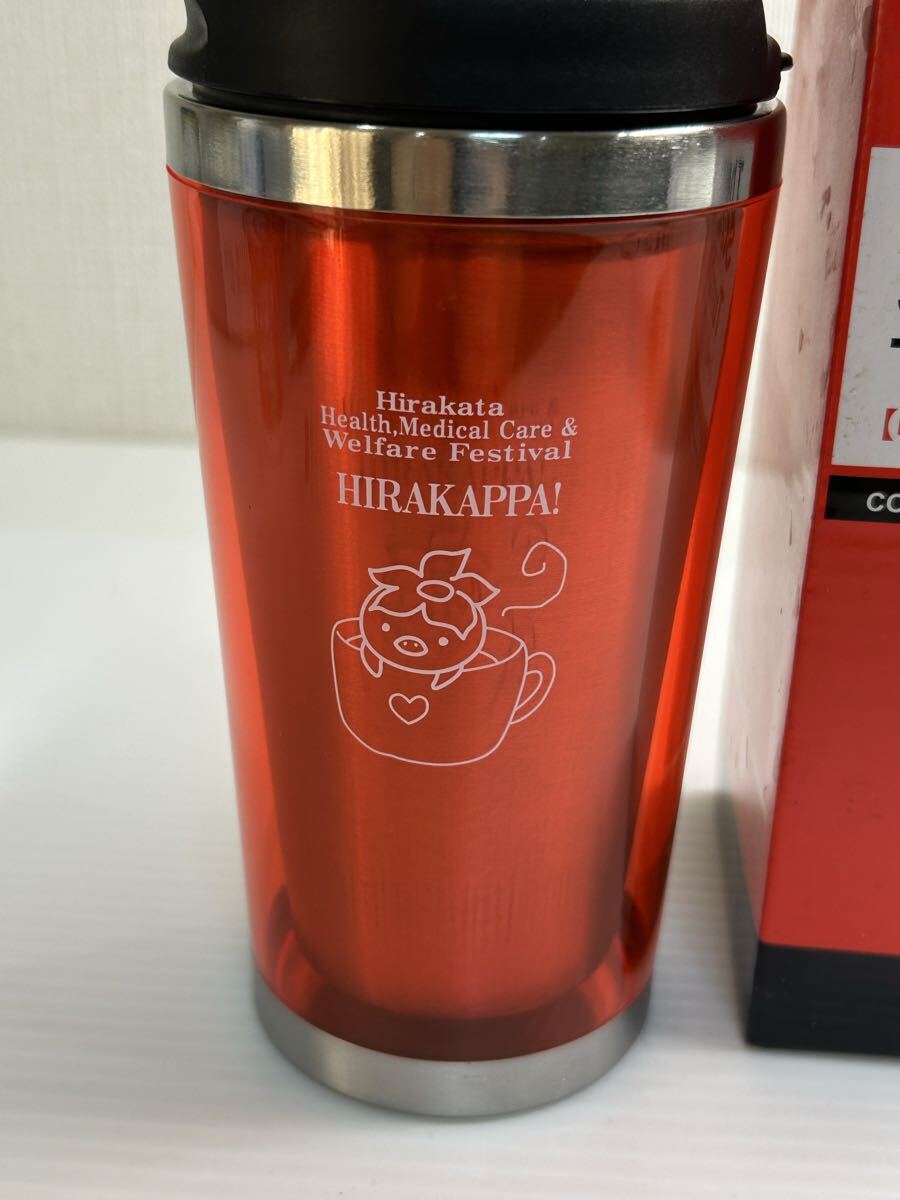 Hirakata
Health,Medical Care &
Welfare Festival
HIRAKAPPA!